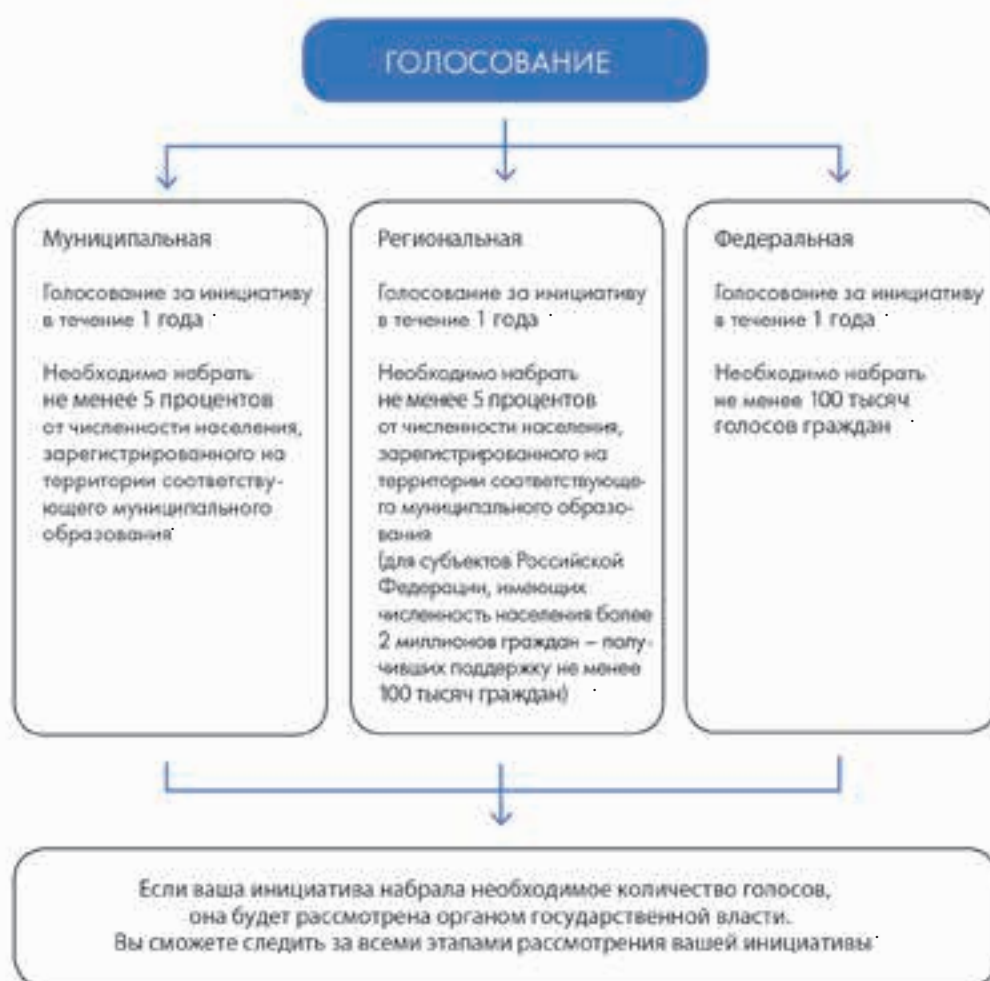 ГОЛОСОВАНИЕ
Муниципальная
Голосование за инициативу
в течение 1 года
Необходимо набрать
не менее 5 процентов
от численности населения,
зарегистрированного на
территории соответству-
ющего муниципального
образования
Региональная
Голосование за инициативу
в течение 1 года
Необходимо набрать
не менее 5 процентов
от численности населения,
зарегистрированного на
территории соответствующе-
го муниципального образо-
вания
(для субъектов Российской
Федерации, имеющих
численность населения более
2 миллионов граждан – полу-
чивших поддержку не менее
100 тысяч граждан)
Федеральная
Голосование за инициативу
в течение 1 года
Необходимо набрать
не менее 100 тысяч
голосов граждан
Если ваша инициатива набрала необходимое количество голосов,
она будет рассмотрена органом государственной власти.
Вы сможете следить за всеми этапами рассмотрения вашей инициативы